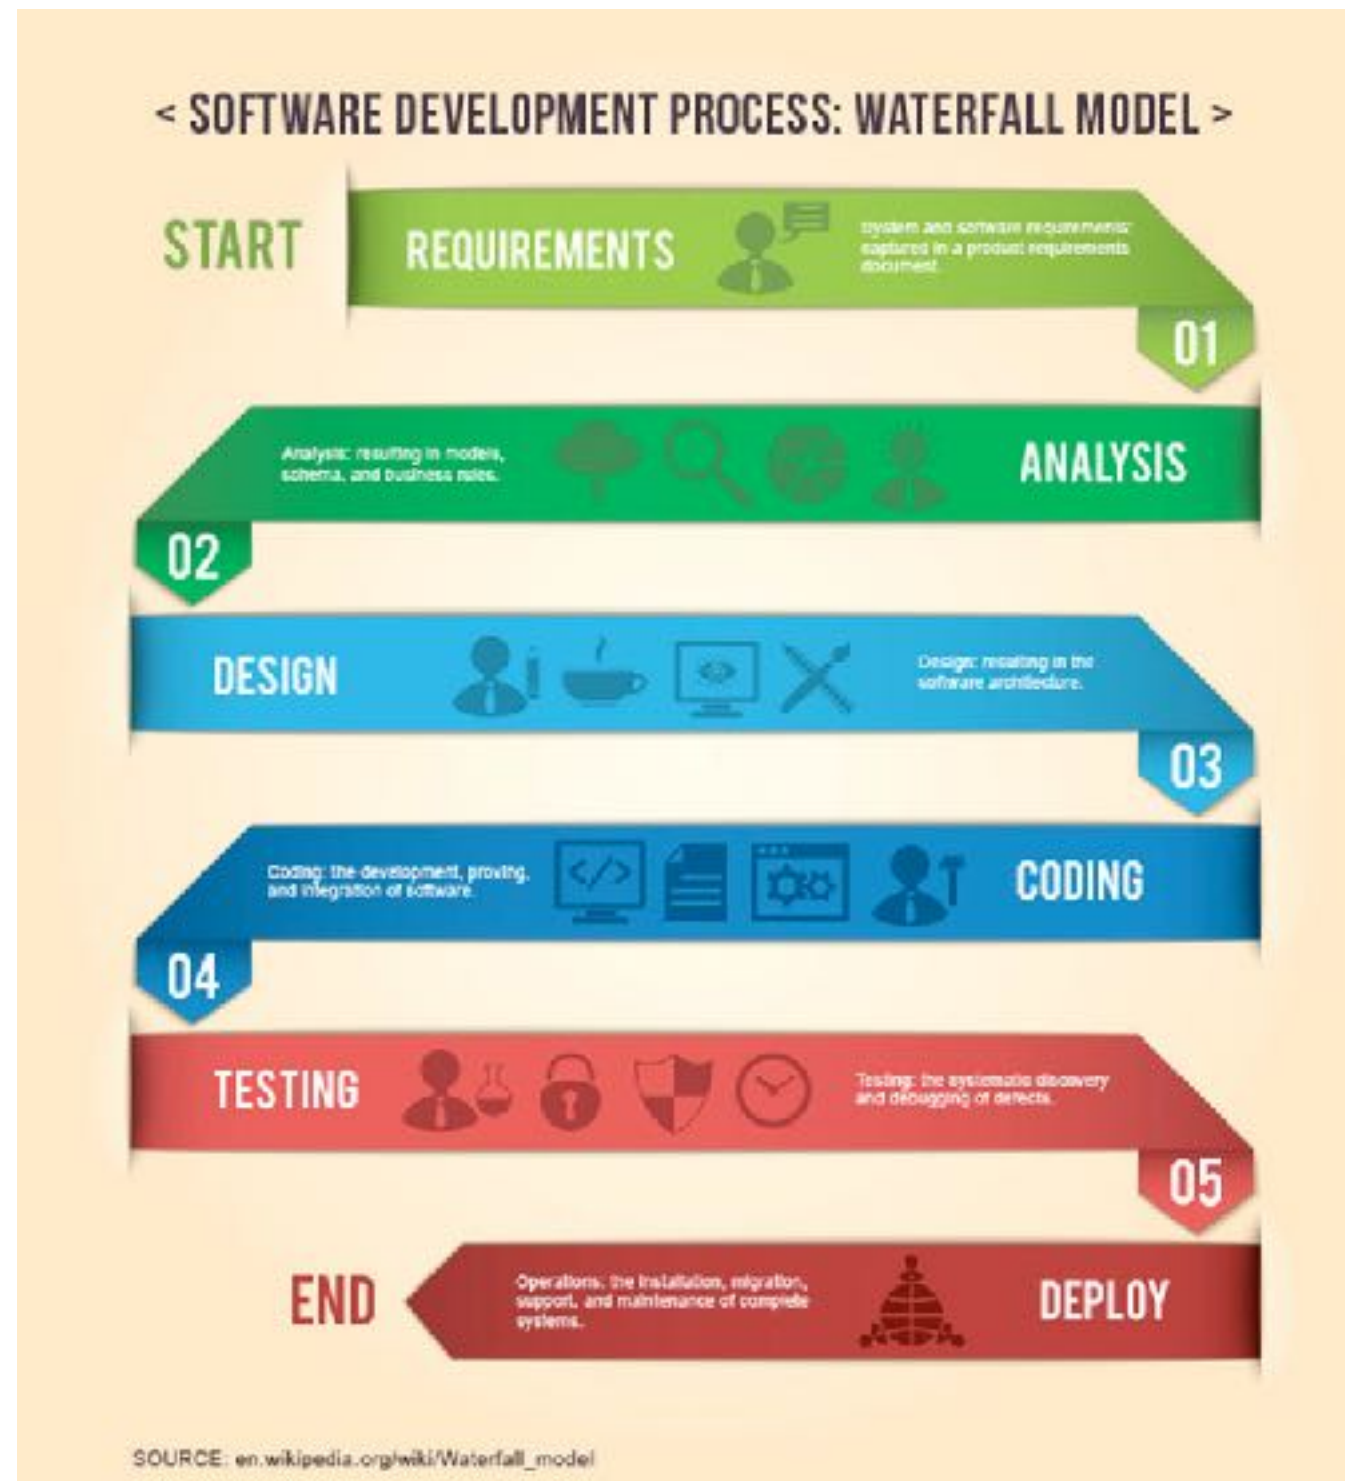 < SOFTWARE DEVELOPMENT PROCESS: WATERFALL MODEL >
START
REQUIREMENTS
System and software requirements:
captured in a product requirements
document.
01
Analysis: resulting in models,
schema, and business rules.
ANALYSIS
02
DESIGN
</>
Design: resulting in the
software architecture.
03
Coding: the development, proving,
and integration of software.
</>
CODING
04
TESTING
Testing: the systematic discovery
and debugging of defects.
05
END
Operations: the installation, migration,
support, and maintenance of complete
systems.
DEPLOY
SOURCE: en.wikipedia.org/wiki/Waterfall_model